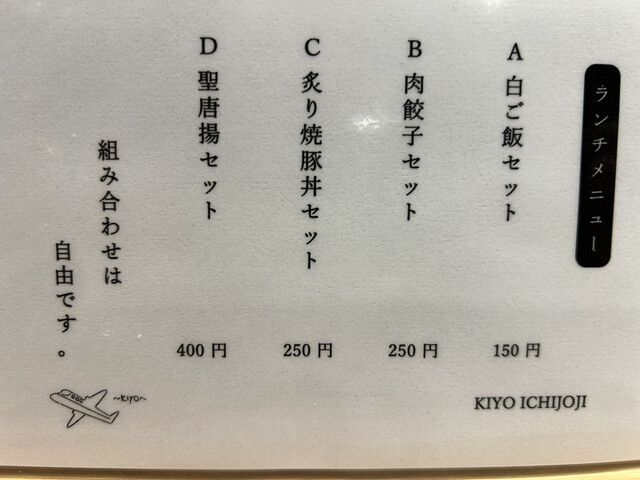 ランチメニュー
A 白ご飯セット 150円
B 肉餃子セット 250円
C 炙り焼豚丼セット 250円
D 聖唐揚セット 400円
組み合わせは
自由です。
~KIYO~
KIYO ICHIJOJI